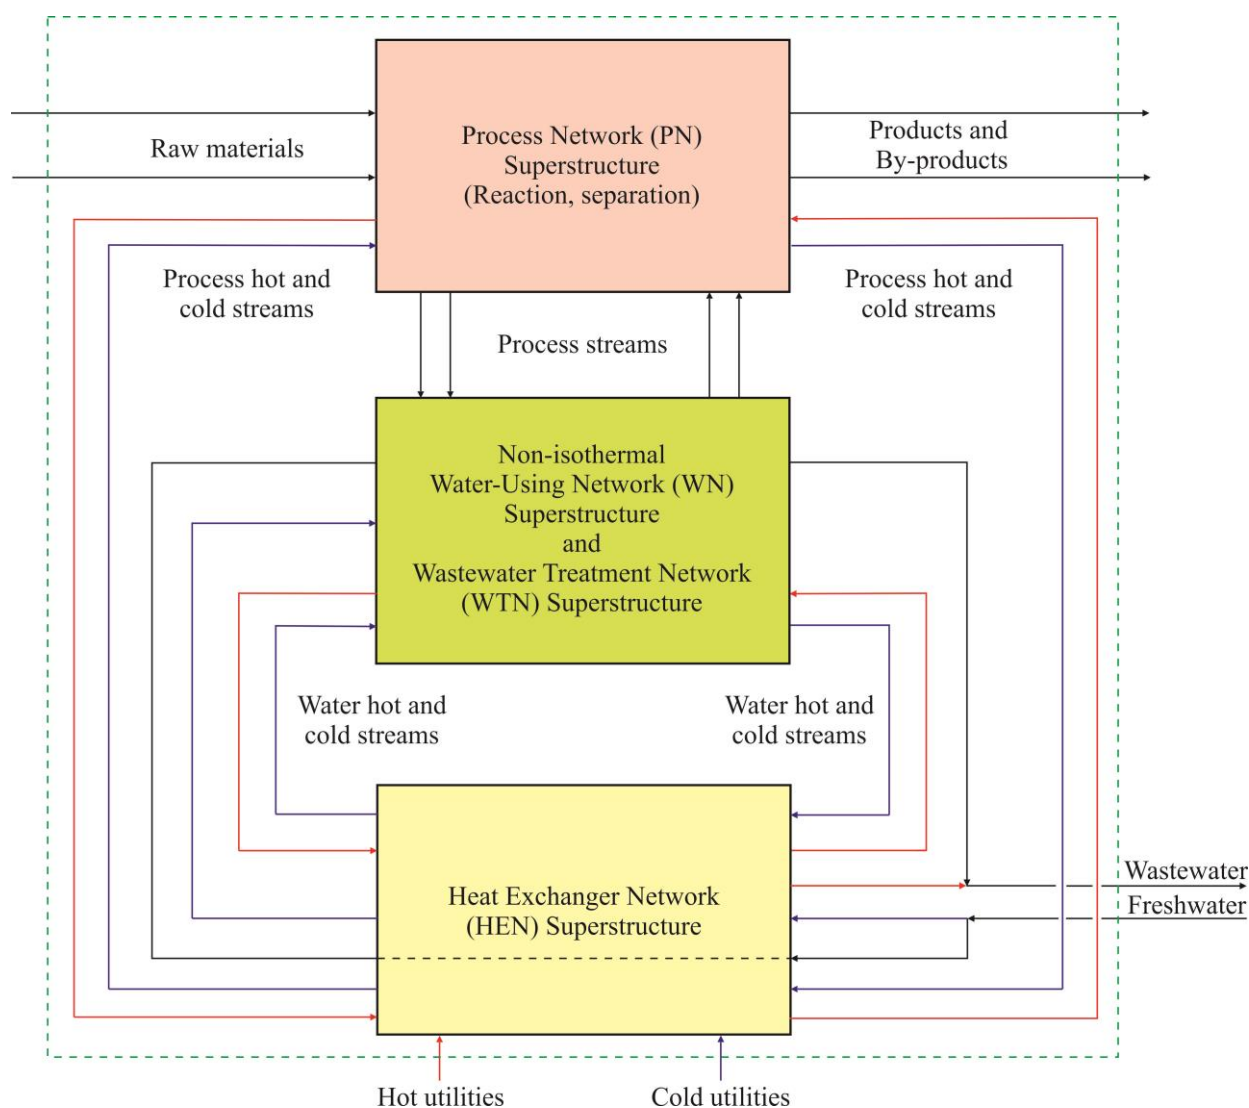 Process Network (PN)
Superstructure
(Reaction, separation)
Raw materials
Products and
By-products
Process hot and
cold streams
Process hot and
cold streams
Process streams
Non-isothermal
Water-Using Network (WN)
Superstructure
and
Wastewater Treatment Network
(WTN) Superstructure
Water hot and
cold streams
Water hot and
cold streams
Heat Exchanger Network
(HEN) Superstructure
Wastewater
Freshwater
Hot utilities
Cold utilities